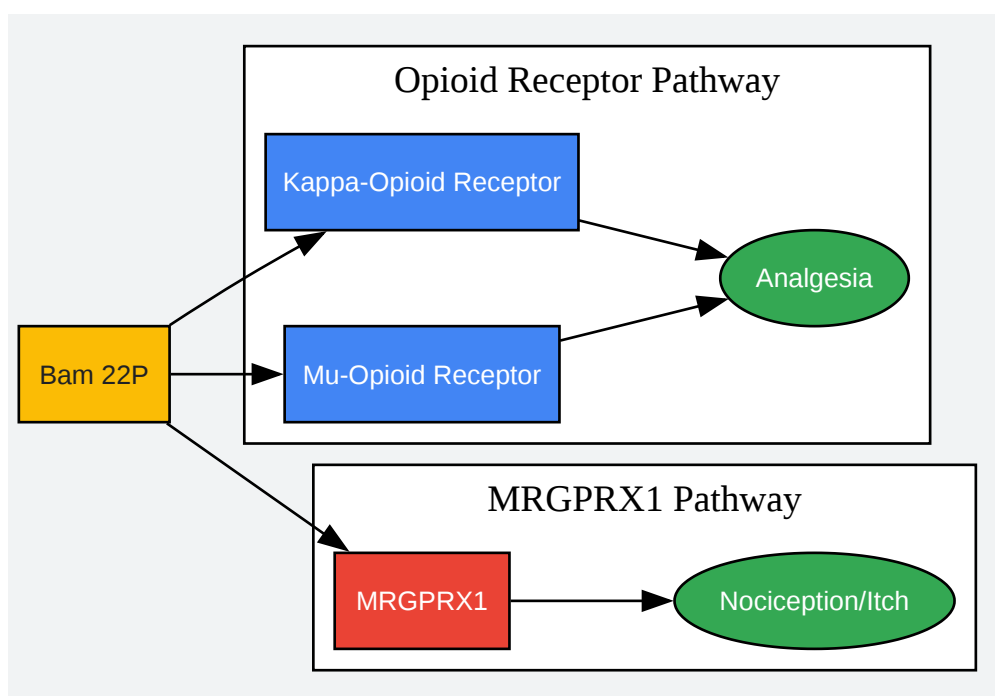 Opioid Receptor Pathway
Kappa-Opioid Receptor
Analgesia
Bam 22P
Mu-Opioid Receptor
MRGPRX1 Pathway
MRGPRX1
Nociception/Itch